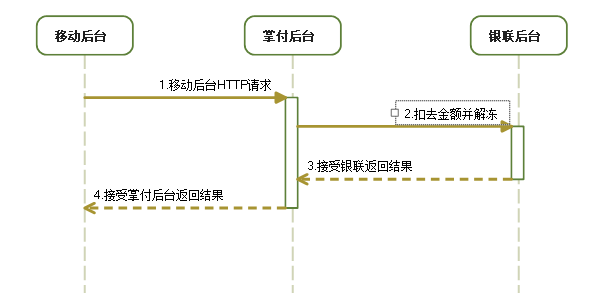 移动后台
掌付后台
银联后台
1.移动后台HTTP请求
2.扣去金额并解冻
3.接受银联返回结果
4.接受掌付后台返回结果